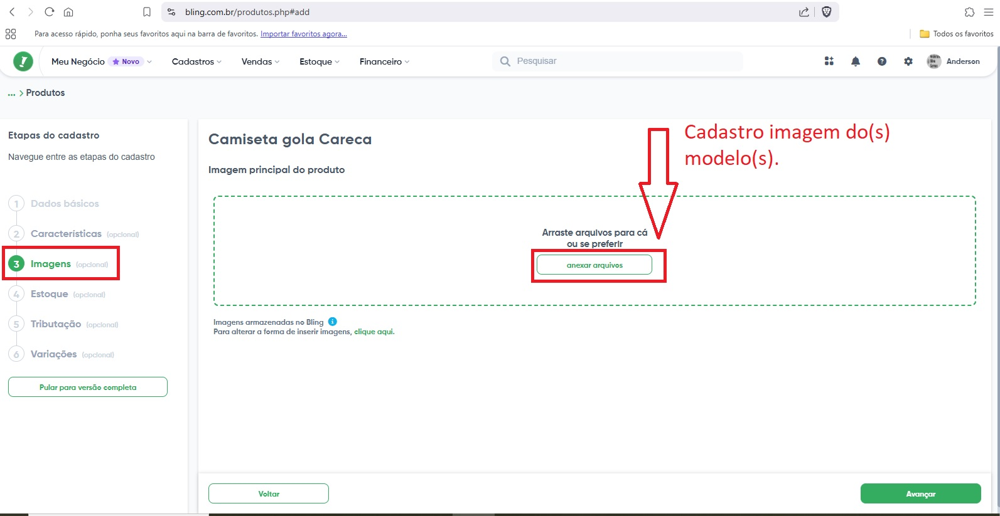 bling.com.br/produtos.php#add
Para acesso rápido, ponha seus favoritos aqui na barra de favoritos. Importar favoritos agora...
Todos os favoritos
Meu Negócio Novo Cadastros Vendas Estoque Financeiro Pesquisar Anderson
... > Produtos
Etapas do cadastro
Navegue entre as etapas do cadastro
1 Dados básicos
2 Características (opcional)
3 Imagens (opcional)
4 Estoque (opcional)
5 Tributação (opcional)
6 Variações (opcional)
Pular para versão completa
Camiseta gola Careca
Cadastro imagem do(s)
modelo(s).
Imagem principal do produto
Arraste arquivos para cá
ou se preferir
anexar arquivos
Imagens armazenadas no Bling
Para alterar a forma de inserir imagens, clique aqui.
Voltar
Avançar